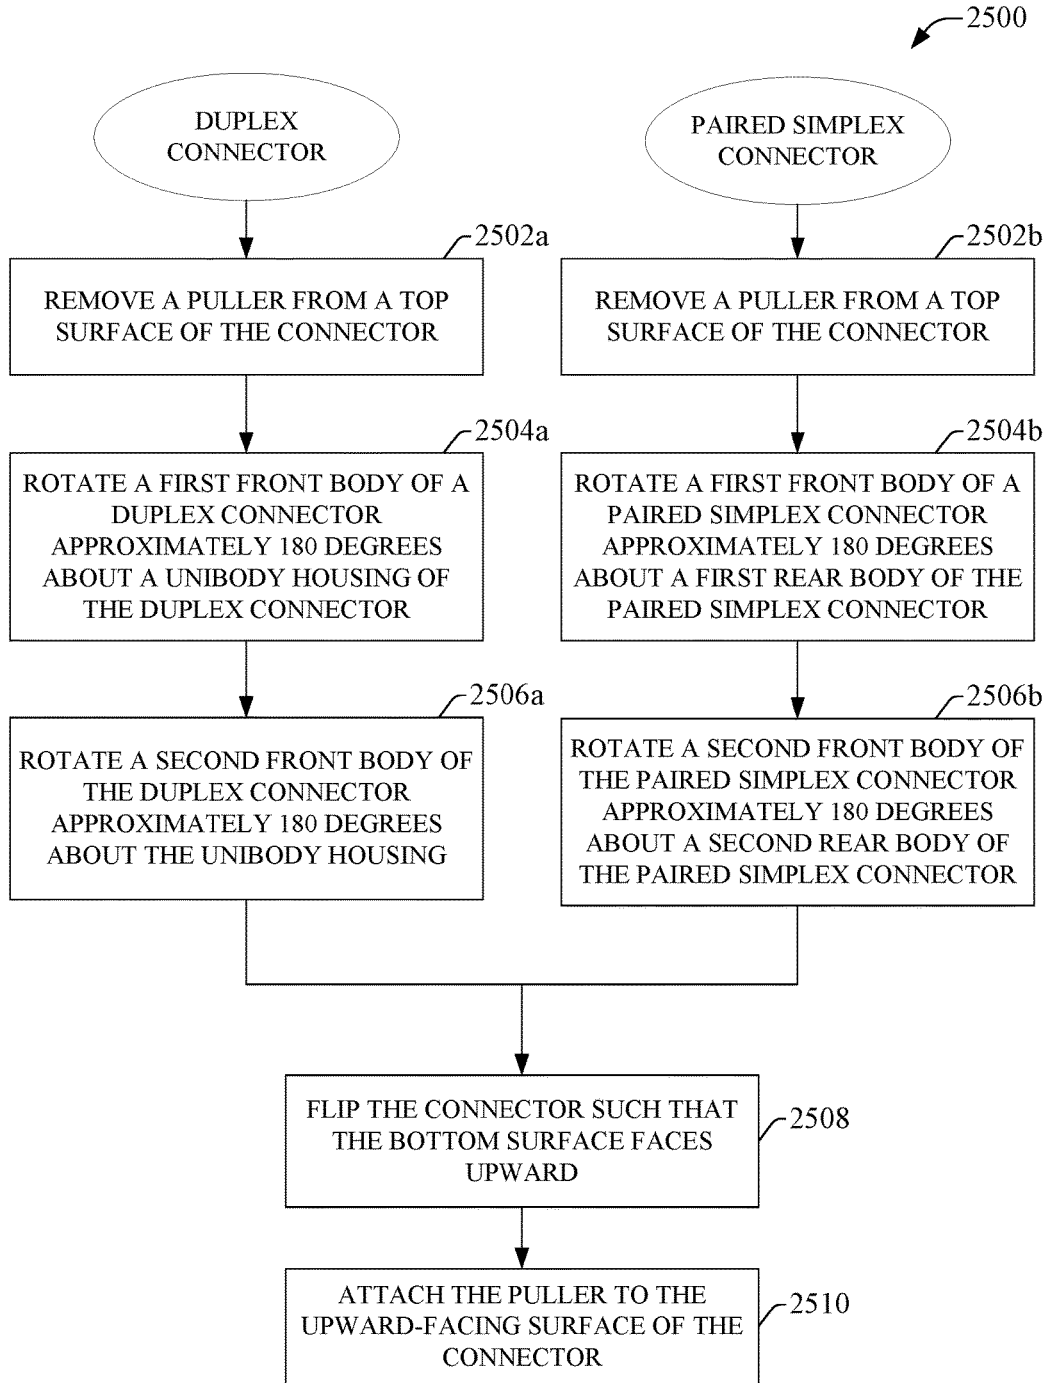 2500
DUPLEX
CONNECTOR
PAIRED SIMPLEX
CONNECTOR
2502a
REMOVE A PULLER FROM A TOP
SURFACE OF THE CONNECTOR
2502b
REMOVE A PULLER FROM A TOP
SURFACE OF THE CONNECTOR
2504a
ROTATE A FIRST FRONT BODY OF A
DUPLEX CONNECTOR
APPROXIMATELY 180 DEGREES
ABOUT A UNIBODY HOUSING OF
THE DUPLEX CONNECTOR
2504b
ROTATE A FIRST FRONT BODY OF A
PAIRED SIMPLEX CONNECTOR
APPROXIMATELY 180 DEGREES
ABOUT A FIRST REAR BODY OF THE
PAIRED SIMPLEX CONNECTOR
2506a
ROTATE A SECOND FRONT BODY OF
THE DUPLEX CONNECTOR
APPROXIMATELY 180 DEGREES
ABOUT THE UNIBODY HOUSING
2506b
ROTATE A SECOND FRONT BODY OF
THE PAIRED SIMPLEX CONNECTOR
APPROXIMATELY 180 DEGREES
ABOUT A SECOND REAR BODY OF
THE PAIRED SIMPLEX CONNECTOR
FLIP THE CONNECTOR SUCH THAT
THE BOTTOM SURFACE FACES
UPWARD
2508
ATTACH THE PULLER TO THE
UPWARD-FACING SURFACE OF THE
CONNECTOR
2510